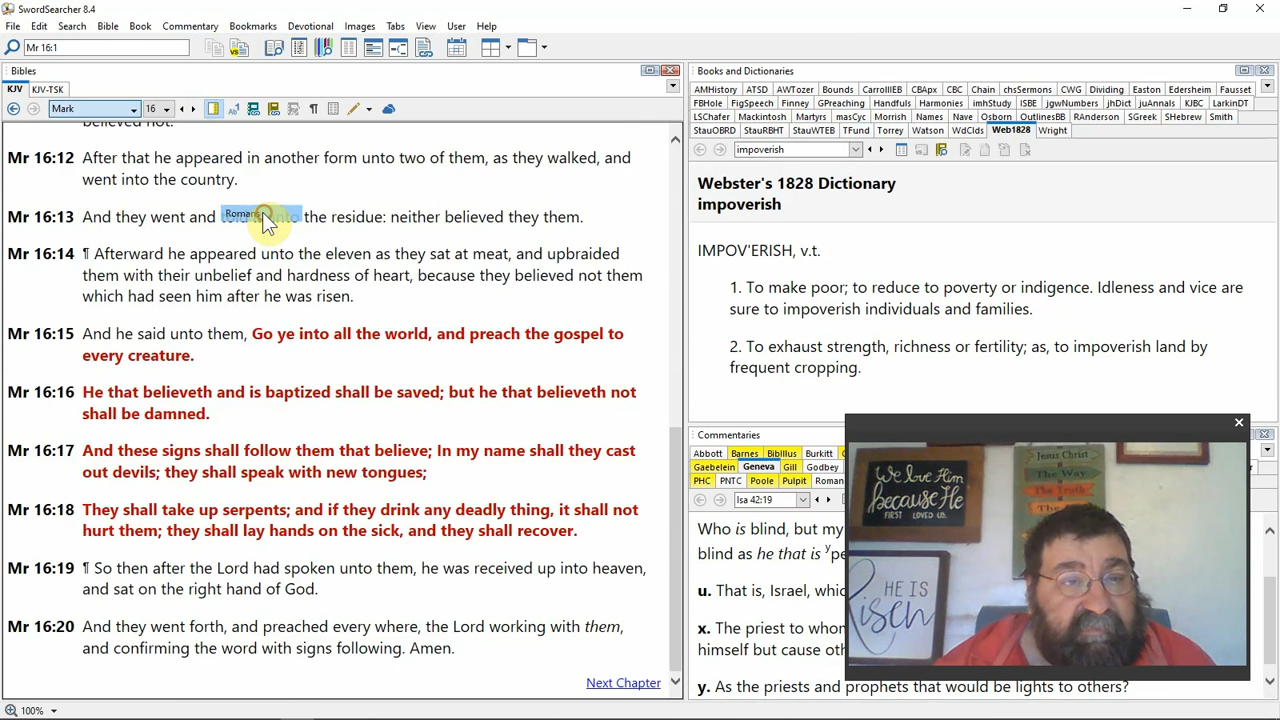 SwordSearcher 8.4
File Edit Search Bible Book Commentary Bookmarks Devotional Images Tabs View User Help
Mr 16:1
Bibles
KJV KJV-TSK
Mark 16
believed not.
Mr 16:12 After that he appeared in another form unto two of them, as they walked, and
went into the country.
Mr 16:13 And they went and the residue: neither believed they them.
Romans
Mr 16:14 ¶ Afterward he appeared unto the eleven as they sat at meat, and upbraided
them with their unbelief and hardness of heart, because they believed not them
which had seen him after he was risen.
Mr 16:15 And he said unto them, Go ye into all the world, and preach the gospel to
every creature.
Mr 16:16 He that believeth and is baptized shall be saved; but he that believeth not
shall be damned.
Mr 16:17 And these signs shall follow them that believe; In my name shall they cast
out devils; they shall speak with new tongues;
Mr 16:18 They shall take up serpents; and if they drink any deadly thing, it shall not
hurt them; they shall lay hands on the sick, and they shall recover.
Mr 16:19 ¶ So then after the Lord had spoken unto them, he was received up into heaven,
and sat on the right hand of God.
Mr 16:20 And they went forth, and preached every where, the Lord working with them,
and confirming the word with signs following. Amen.
Next Chapter
100%
Books and Dictionaries
AMHistory ATSD AWTozer Bounds CarrollIEB CBApx CBC Chain chsSermons CWG Dividing Easton Edersheim Fausset
FBHole FigSpeech Finney GPreaching Handfuls Harmonies imhStudy ISBE jgwNumbers jhDict juAnnals KJBC LarkinDT
LSChafer Mackintosh Martyrs masCyc Morrish Names Nave Osborn OutlinesBB RAnderson SGreek SHebrew Smith
StauOBRD StauRBHT StauWTEB TFund Torrey Watson WdClds Web1828 Wright
impoverish
Webster's 1828 Dictionary
impoverish
IMPOV'ERISH, v.t.
1. To make poor; to reduce to poverty or indigence. Idleness and vice are
sure to impoverish individuals and families.
2. To exhaust strength, richness or fertility; as, to impoverish land by
frequent cropping.
Commentaries
Abbott Barnes BibIllus Burkitt
Gaebelein Geneva Gill Godbey
PHC PNTC Poole Pulpit Roman
Isa 42:19
Who is blind, but my
blind as he that is ype
u. That is, Israel, whic
x. The priest to whom
himself but cause oth
y. As the priests and prophets that would be lights to others?
We love Him
because He
FIRST LOVED US.
Jesus Christ
The Way
The Truth
HE IS
Risen